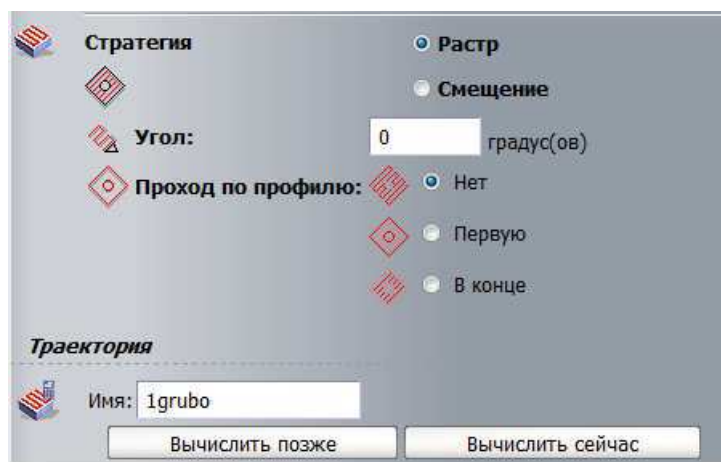 Стратегия Растр
Смещение
Угол: 0 градус(ов)
Проход по профилю: Нет
Первую
В конце
Траектория
Имя: 1grubo
Вычислить позже Вычислить сейчас